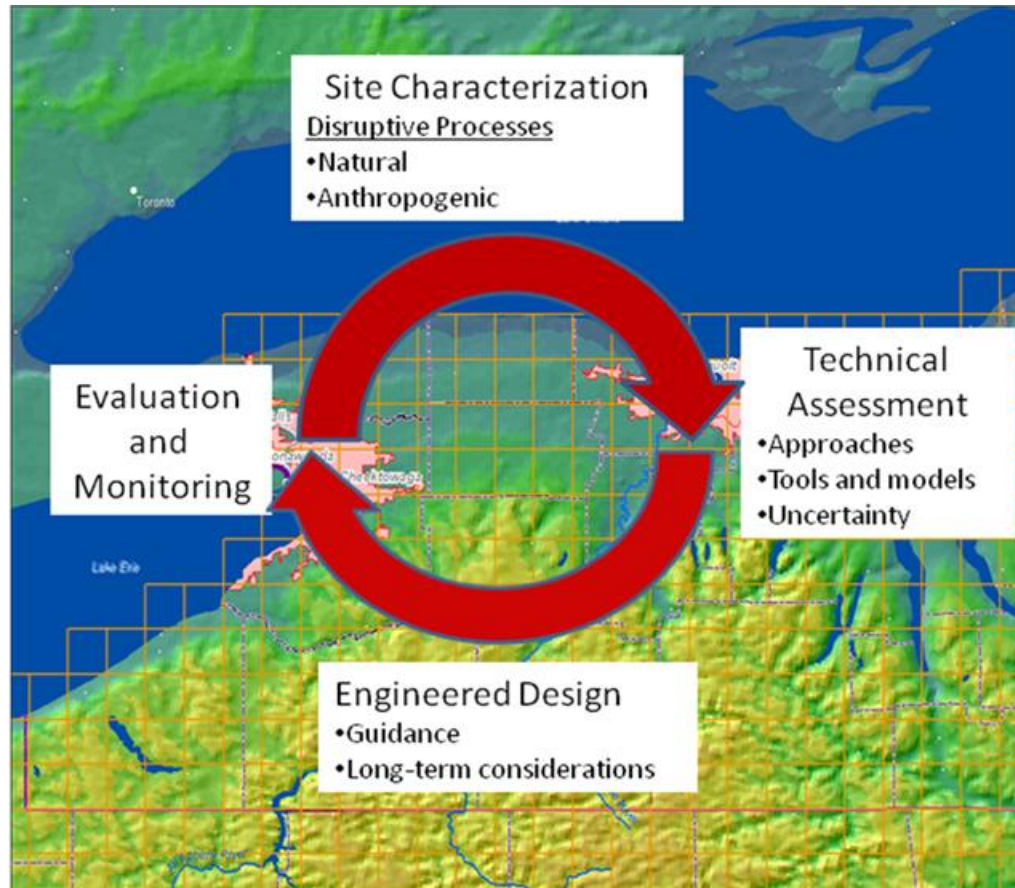 Site Characterization
Disruptive Processes
•Natural
•Anthropogenic
Toronto
Technical
Assessment
•Approaches
•Tools and models
•Uncertainty
Evaluation
and
Monitoring
Cheektowaga
Lake Erie
Engineered Design
•Guidance
•Long-term considerations